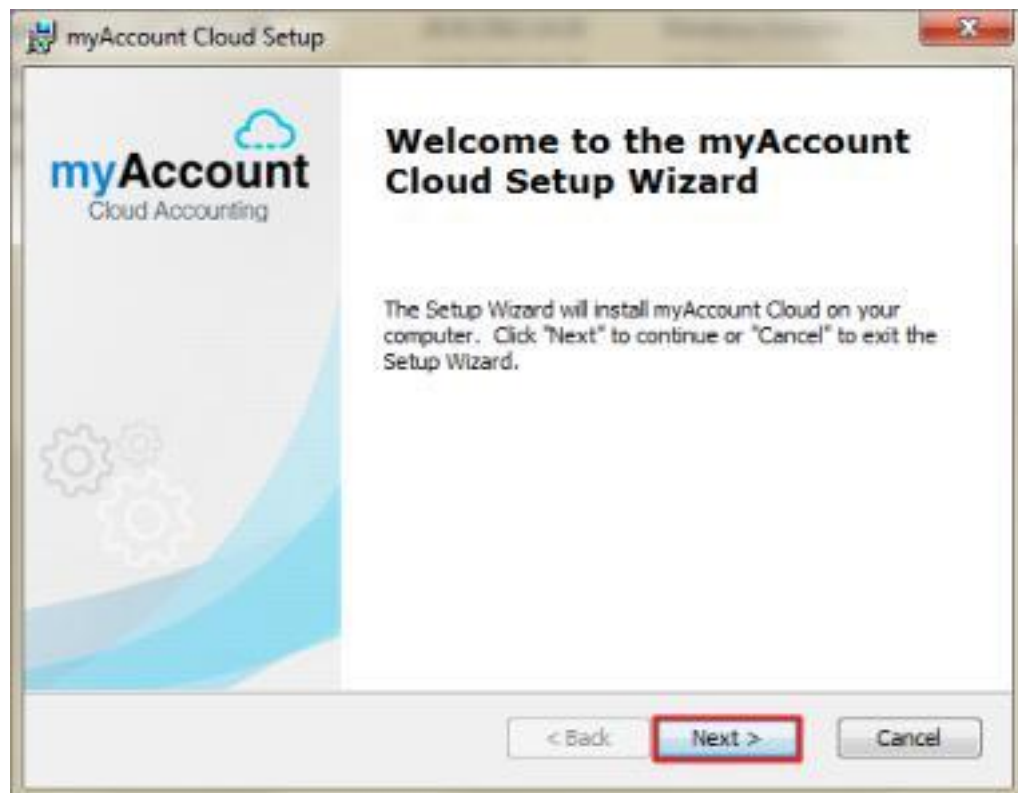 myAccount Cloud Setup
myAccount
Cloud Accounting
Welcome to the myAccount
Cloud Setup Wizard
The Setup Wizard will install myAccount Cloud on your
computer. Click "Next" to continue or "Cancel" to exit the
Setup Wizard.
< Back
Next >
Cancel